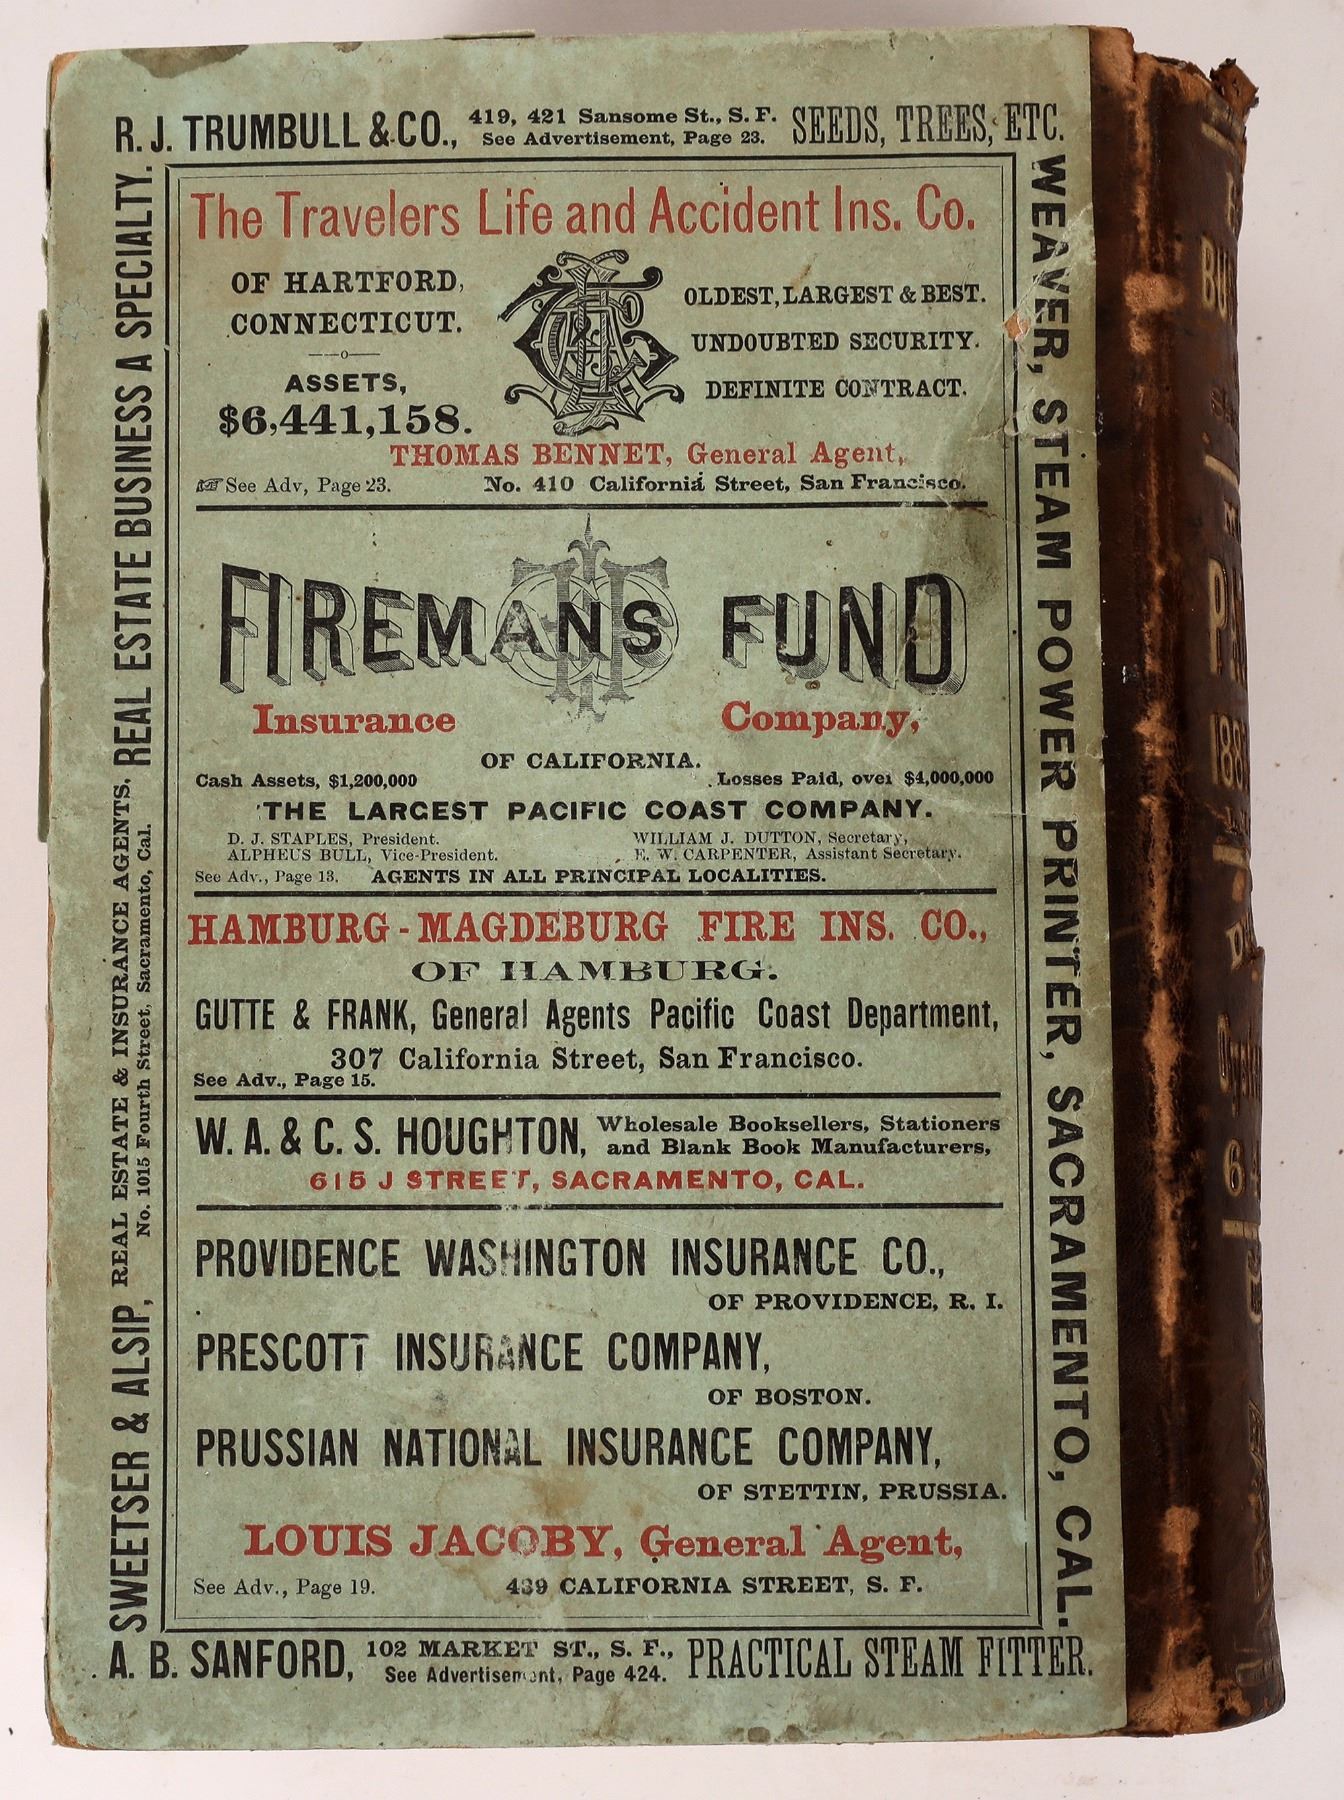 R. J. TRUMBULL & CO., 419, 421 Sansome St., S. F. SEEDS, TREES, ETC.
See Advertisement, Page 23.
WEAVER, STEAM POWER PRINTER, SACRAMENTO, CAL.
SWEETSER & ALSIP, REAL ESTATE & INSURANCE AGENTS. REAL ESTATE BUSINESS A SPECIALTY.
No. 1015 Fourth Street, Sacramento, Cal.
The Travelers Life and Accident Ins. Co.
OF HARTFORD,
CONNECTICUT.
ASSETS,
$6,441,158.
OLDEST, LARGEST & BEST.
UNDOUBTED SECURITY.
DEFINITE CONTRACT.
THOMAS BENNET, General Agent,
☞ See Adv, Page 23. No. 410 California Street, San Francisco.
FIREMANS FUND
Insurance Company,
OF CALIFORNIA.
Cash Assets, $1,200,000 Losses Paid, over $4,000,000
THE LARGEST PACIFIC COAST COMPANY.
D. J. STAPLES, President. WILLIAM J. DUTTON, Secretary,
ALPHEUS BULL, Vice-President. E. W. CARPENTER, Assistant Secretary.
See Adv., Page 13. AGENTS IN ALL PRINCIPAL LOCALITIES.
HAMBURG-MAGDEBURG FIRE INS. CO.,
OF HAMBURG.
GUTTE & FRANK, General Agents Pacific Coast Department,
307 California Street, San Francisco.
See Adv., Page 15.
W. A. & C. S. HOUGHTON, Wholesale Booksellers, Stationers
and Blank Book Manufacturers,
615 J STREET, SACRAMENTO, CAL.
PROVIDENCE WASHINGTON INSURANCE CO.,
OF PROVIDENCE, R. I.
PRESCOTT INSURANCE COMPANY,
OF BOSTON.
PRUSSIAN NATIONAL INSURANCE COMPANY,
OF STETTIN, PRUSSIA.
LOUIS JACOBY, General Agent,
See Adv., Page 19. 439 CALIFORNIA STREET, S. F.
A. B. SANFORD, 102 MARKET ST., S. F., PRACTICAL STEAM FITTER.
See Advertisement, Page 424.